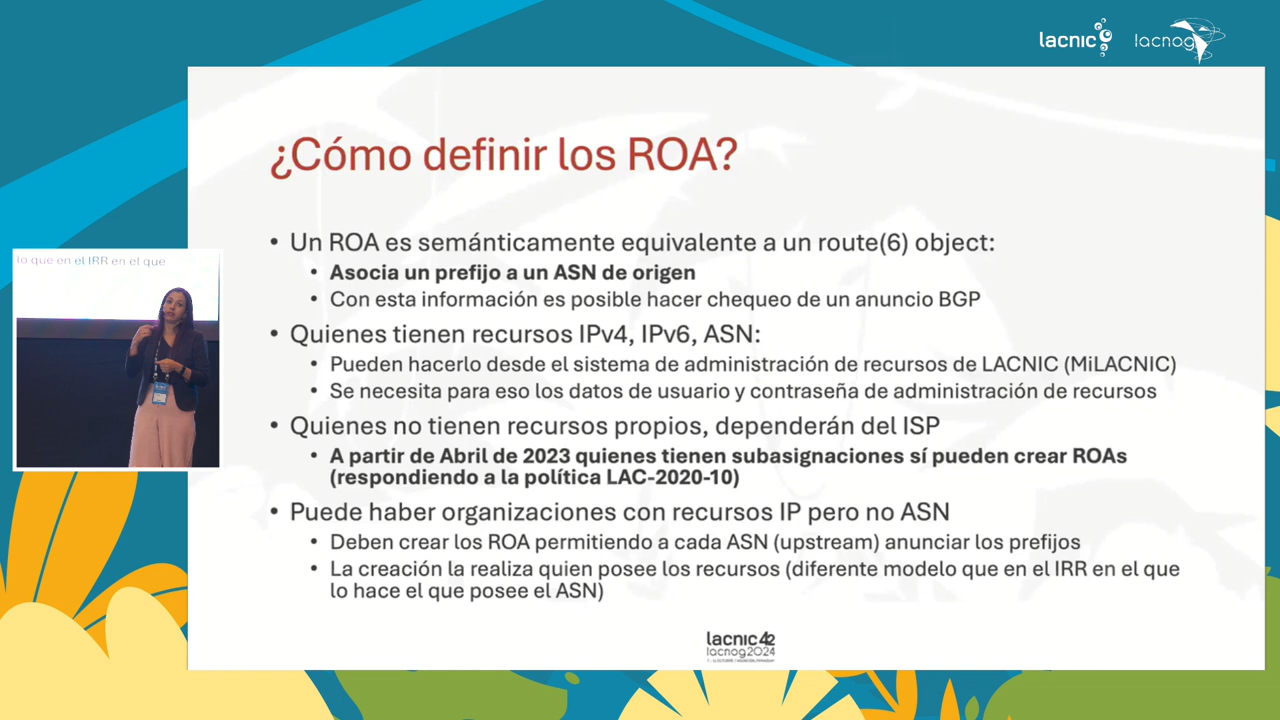 lacnic
lacnog
¿Cómo definir los ROA?
• Un ROA es semánticamente equivalente a un route(6) object:
• Asocia un prefijo a un ASN de origen
• Con esta información es posible hacer chequeo de un anuncio BGP
lo que en el IRR en el que
• Quienes tienen recursos IPv4, IPv6, ASN:
• Pueden hacerlo desde el sistema de administración de recursos de LACNIC (MiLACNIC)
• Se necesita para eso los datos de usuario y contraseña de administración de recursos
• Quienes no tienen recursos propios, dependerán del ISP
• A partir de Abril de 2023 quienes tienen subasignaciones sí pueden crear ROAs
(respondiendo a la política LAC-2020-10)
• Puede haber organizaciones con recursos IP pero no ASN
• Deben crear los ROA permitiendo a cada ASN (upstream) anunciar los prefijos
• La creación la realiza quien posee los recursos (diferente modelo que en el IRR en el que
lo hace el que posee el ASN)
lacnic 42
lacnog2024